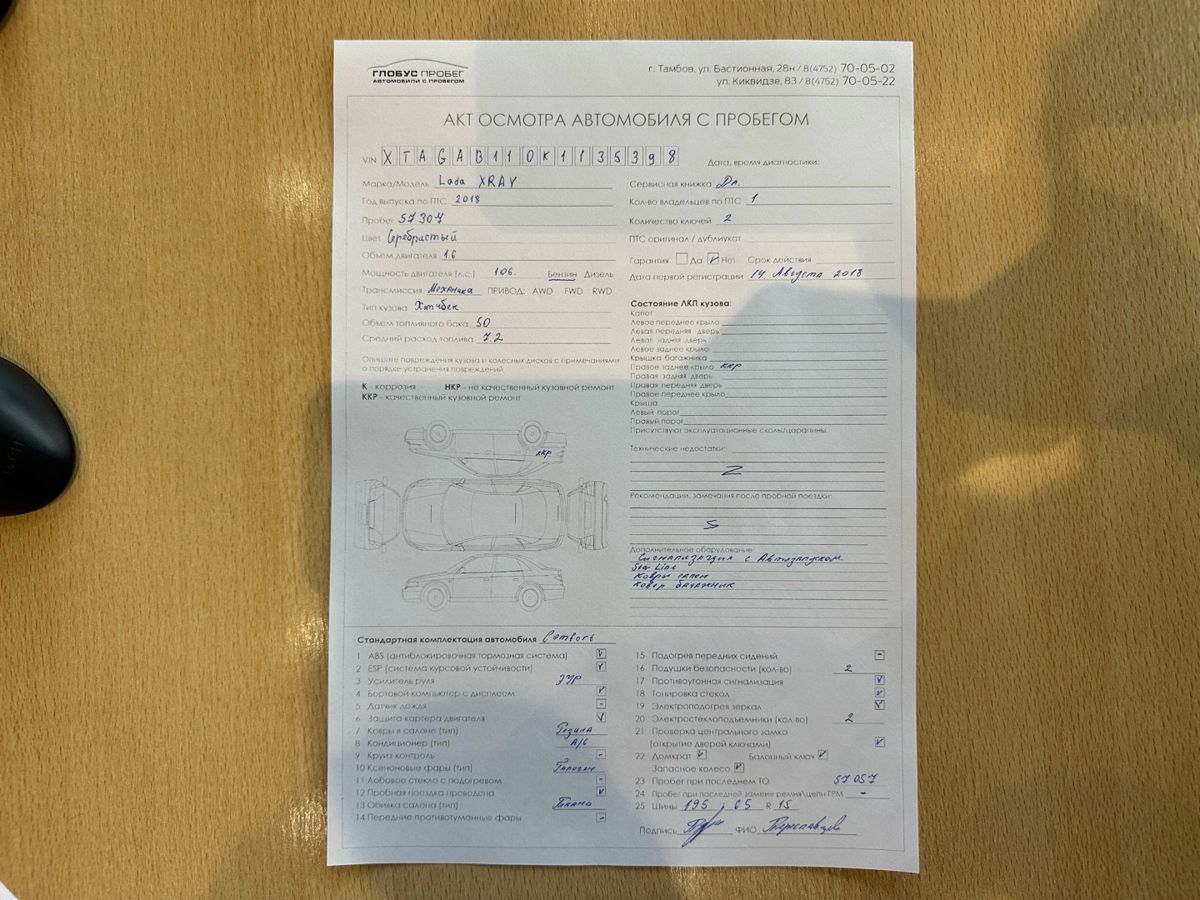 ГЛОБУС ПРОБЕГ
АВТОМОБИЛИ С ПРОБЕГОМ
г. Тамбов, ул. Бастионная, 28н / 8(4752) 70-05-02
ул. Киквидзе, 83 / 8(4752) 70-05-22
АКТ ОСМОТРА АВТОМОБИЛЯ С ПРОБЕГОМ
VIN XTAGAB110K1135398
Дата, время диагностики:
Марка/Модель Lada XRAY
Год выпуска по ПТС 2018
Пробег 57307
Цвет Серебристый
Объем двигателя 1.6
Мощность двигателя (л.с.) 106. Бензин Дизель
Трансмиссия Механика ПРИВОД: AWD FWD RWD
Тип кузова Хэтчбек
Объем топливного бака 50
Средний расход топлива 7.2
Опишите повреждения кузова и колесных дисков с примечаниями
о порядке устранения повреждений
К - коррозия НКР - не качественный кузовной ремонт
ККР - качественный кузовной ремонт
ккр
Сервисная книжка Да.
Кол-во владельцев по ПТС 1
Количество ключей 2
ПТС оригинал / дубликат
Гарантия Да Нет Срок действия
Дата первой регистрации 14 Августа 2018
Состояние ЛКП кузова:
Капот
Левое переднее крыло
Левая передняя дверь
Левая задняя дверь
Левое заднее крыло
Крышка багажника
Правое заднее крыло ккр
Правая задняя дверь
Правая передняя дверь
Правое переднее крыло
Крыша
Левый порог
Правый порог
Присутствуют эксплуатационные сколы/царапины.
Технические недостатки:
Z
Рекомендации, замечания после пробной поездки:
Дополнительное оборудование:
Сигнализация с Автозапуском
Star Line
Ковры салон
ковер багажник
Стандартная комплектация автомобиля Comfort
1 ABS (антиблокировочная тормозная система)
2 ESP (система курсовой устойчивости)
3 Усилитель руля ЭУР
4 Бортовой компьютер с дисплеем
5 Датчик дождя -
6 Защита картера двигателя
7 Ковры в салоне (тип) Резина
8 Кондиционер (тип) A/C
9 Круиз-контроль -
10 Ксеноновые фары (тип) Галоген
11 Лобовое стекло с подогревом -
12 Пробная поездка проведена
13 Обивка салона (тип) Ткань
14 Передние противотуманные фары -
15 Подогрев передних сидений -
16 Подушки безопасности (кол-во) 2
17 Противоугонная сигнализация
18 Тонировка стекол
19 Электроподогрев зеркал
20 Электростеклоподъемники (кол-во) 2
21 Проверка центрального замка
(открытие дверей ключами)
22 Домкрат Балонный ключ
Запасное колесо
23 Пробег при последнем ТО 57057
24 Пробег при последней замене ремня\цепи ГРМ -
25 Шины 195 / 65 R 15
Подпись ФИО